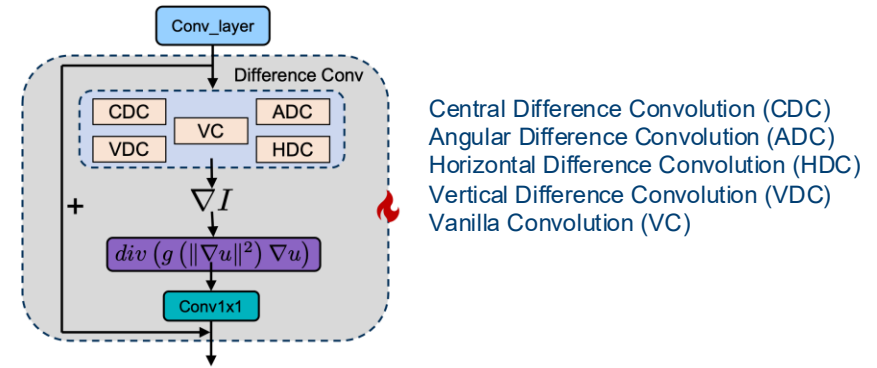 Conv_layer
Difference Conv
CDC
ADC
VC
VDC
HDC
∇I
+
div (g (‖∇u‖²) ∇u)
Conv1x1
Central Difference Convolution (CDC)
Angular Difference Convolution (ADC)
Horizontal Difference Convolution (HDC)
Vertical Difference Convolution (VDC)
Vanilla Convolution (VC)